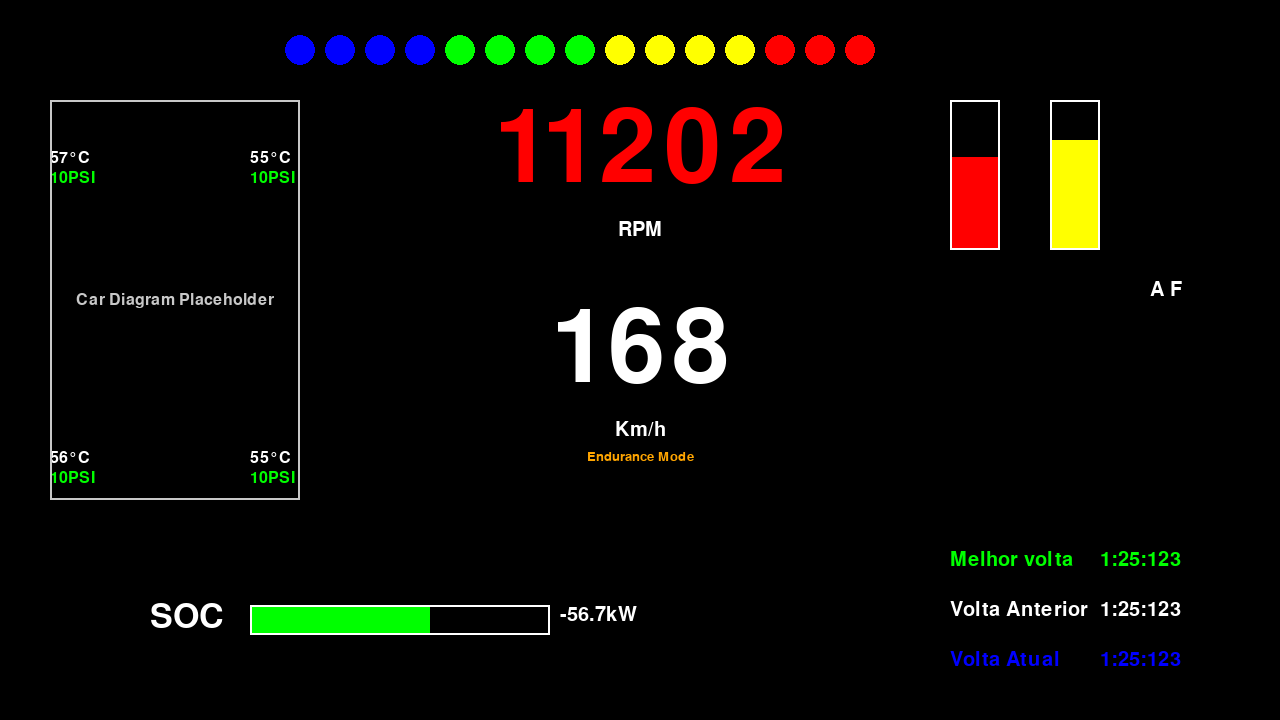 11202
RPM
57°C 55°C
10PSI 10PSI
Car Diagram Placeholder
56°C 55°C
10PSI 10PSI
168
Km/h
Endurance Mode
A F
SOC -56.7kW
Melhor volta 1:25:123
Volta Anterior 1:25:123
Volta Atual 1:25:123